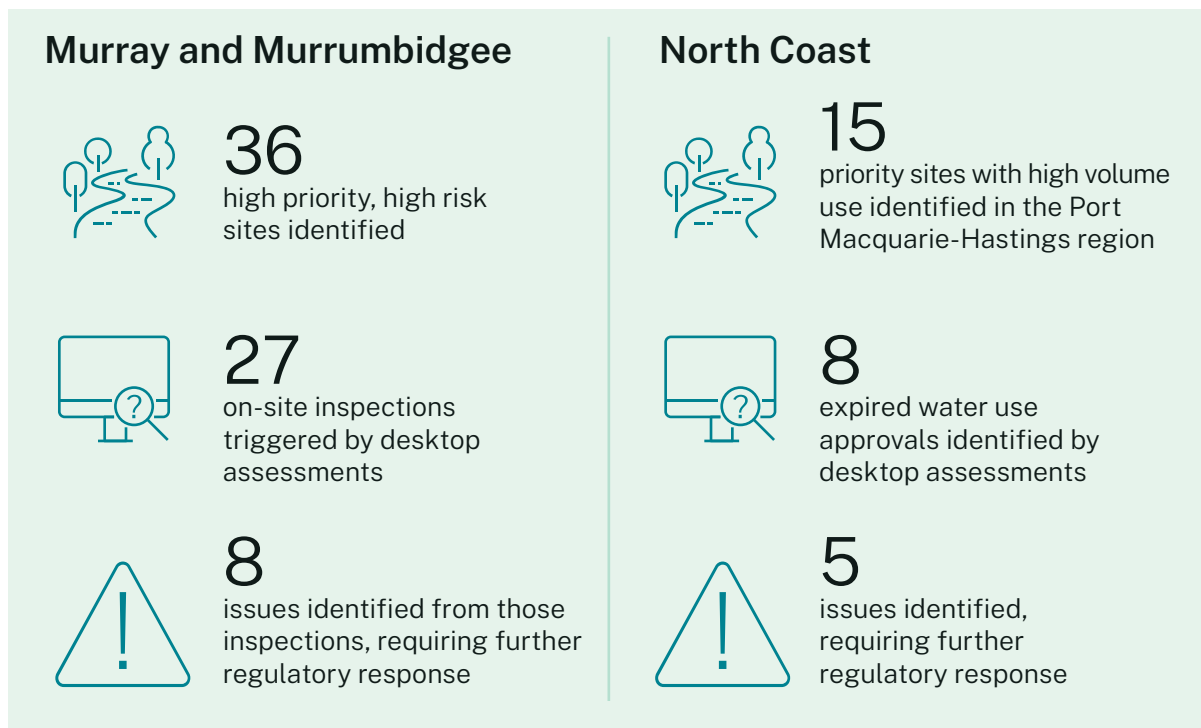 Murray and Murrumbidgee
36
high priority, high risk
sites identified
?
27
on-site inspections
triggered by desktop
assessments
!
8
issues identified from those
inspections, requiring further
regulatory response
North Coast
15
priority sites with high volume
use identified in the Port
Macquarie-Hastings region
?
8
expired water use
approvals identified by
desktop assessments
!
5
issues identified,
requiring further
regulatory response